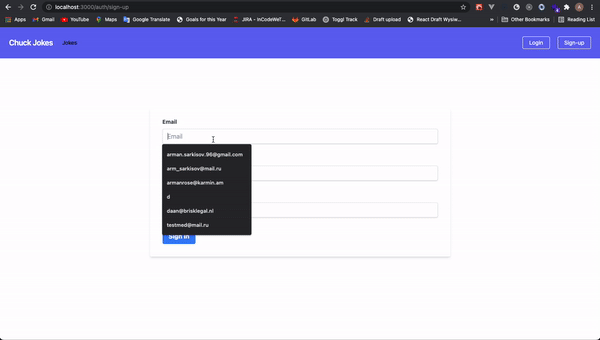 localhost:3000/auth/sign-up
Apps Gmail YouTube Maps Google Translate Goals for this Year JIRA - InCodeWeT... GitLab Toggl Track Draft upload React Draft Wysiw... » Other Bookmarks Reading List
Chuck Jokes Jokes Login Sign-up
Email
Email
arman.sarkisov.96@gmail.com
arm_sarkisov@mail.ru
armanrose@karmin.am
d
daan@brisklegal.nl
testmed@mail.ru
Sign in